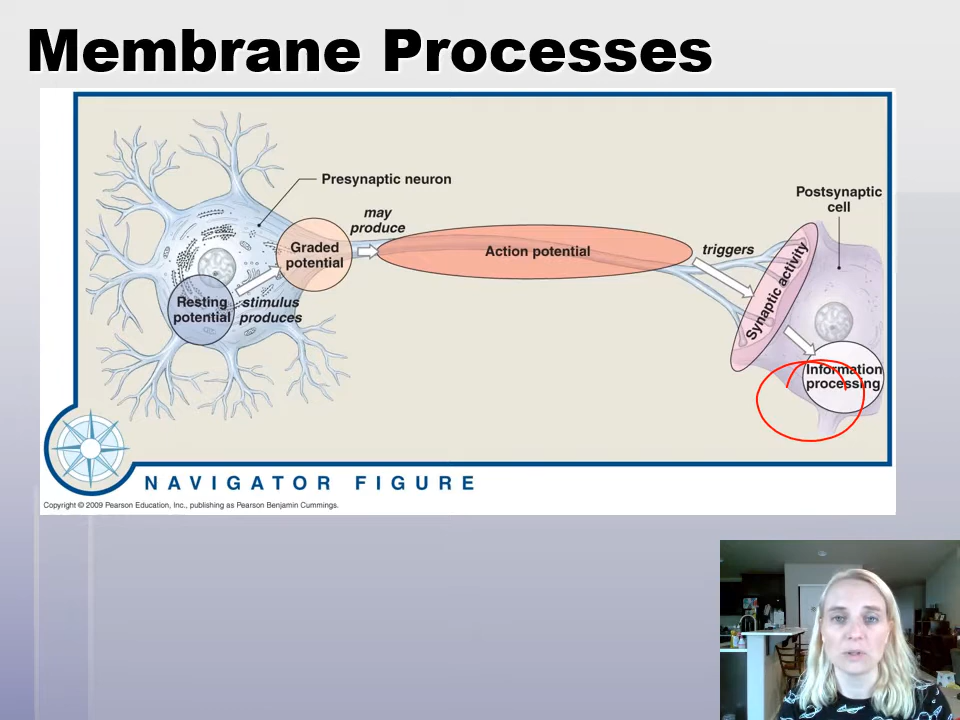 Membrane Processes
Presynaptic neuron
may
produce
Postsynaptic
cell
Graded
potential
Action potential
triggers
Synaptic activity
Resting
potential
stimulus
produces
Information
processing
NAVIGATOR FIGURE
Copyright © 2009 Pearson Education, Inc., publishing as Pearson Benjamin Cummings.